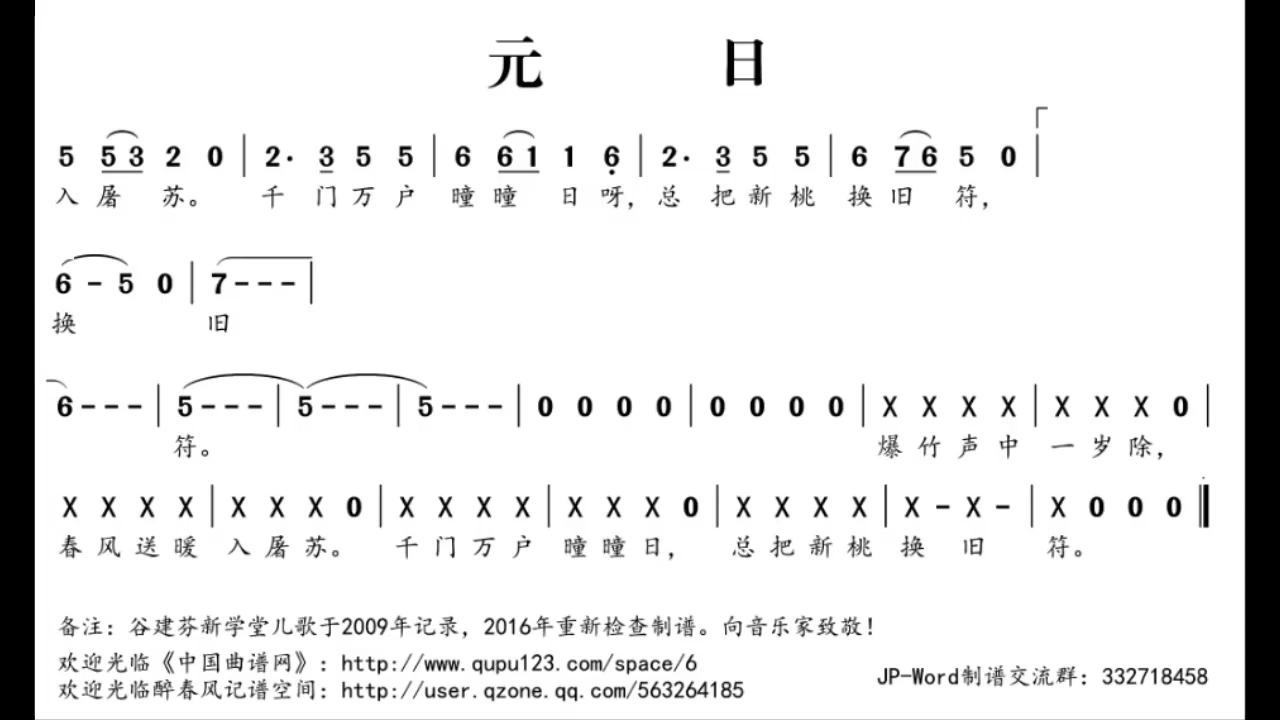 元 日
5 5 3 2 0 | 2· 3 5 5 | 6 6 1 1 6 | 2· 3 5 5 | 6 7 6 5 0 |
入屠 苏。 千 门万户 曈曈 日呀,总 把新桃 换旧 符,
6 - 5 0 | 7 - - - |
换 旧
6 - - - | 5 - - - | 5 - - - | 5 - - - | 0 0 0 0 | 0 0 0 0 | X X X X | X X X 0 |
符。 爆竹声中 一岁除,
X X X X | X X X 0 | X X X X | X X X 0 | X X X X | X - X - | X 0 0 0 ‖
春风送暖 入屠苏。 千门万户 曈曈日, 总把新桃 换 旧 符。
备注:谷建芬新学堂儿歌于2009年记录,2016年重新检查制谱。向音乐家致敬!
欢迎光临《中国曲谱网》:http://www.qupu123.com/space/6
欢迎光临醉春风记谱空间:http://user.qzone.qq.com/563264185
JP-Word制谱交流群:332718458